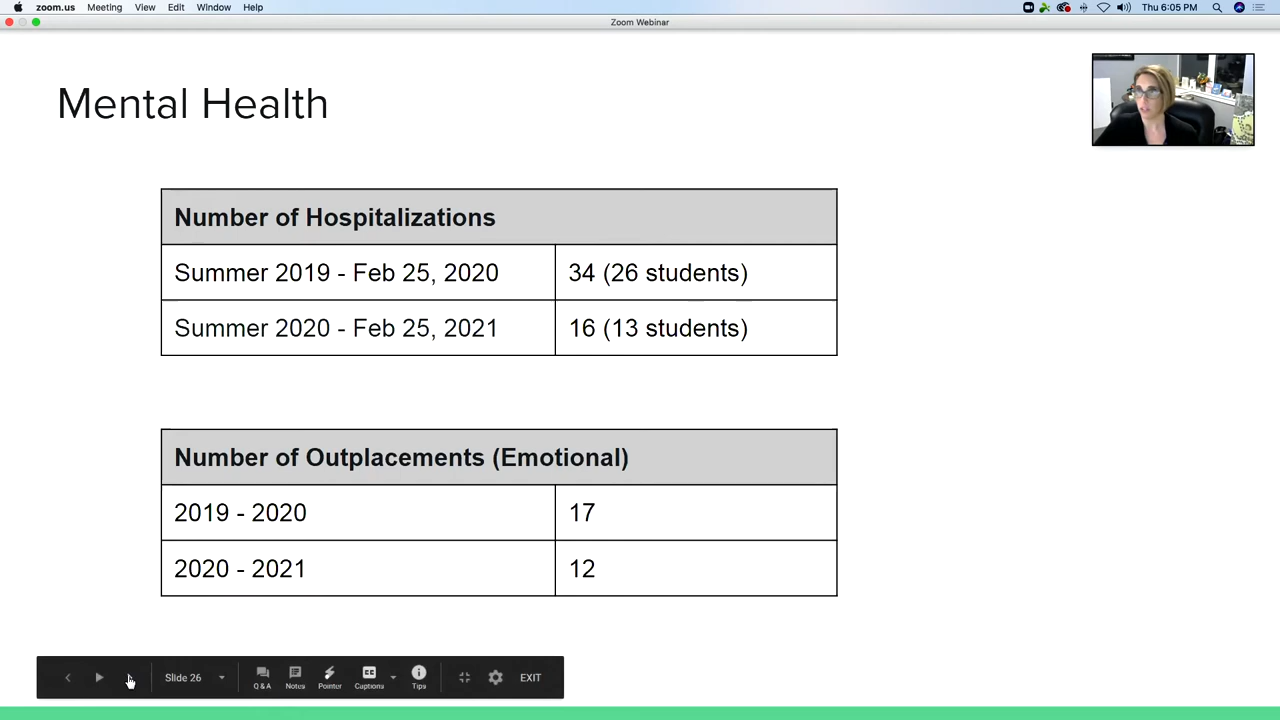 zoom.us Meeting View Edit Window Help Thu 6:05 PM
Zoom Webinar
Mental Health
Number of Hospitalizations
Summer 2019 - Feb 25, 2020 34 (26 students)
Summer 2020 - Feb 25, 2021 16 (13 students)
Number of Outplacements (Emotional)
2019 - 2020 17
2020 - 2021 12
Slide 26 Q & A Notes Pointer CC Captions Tips EXIT